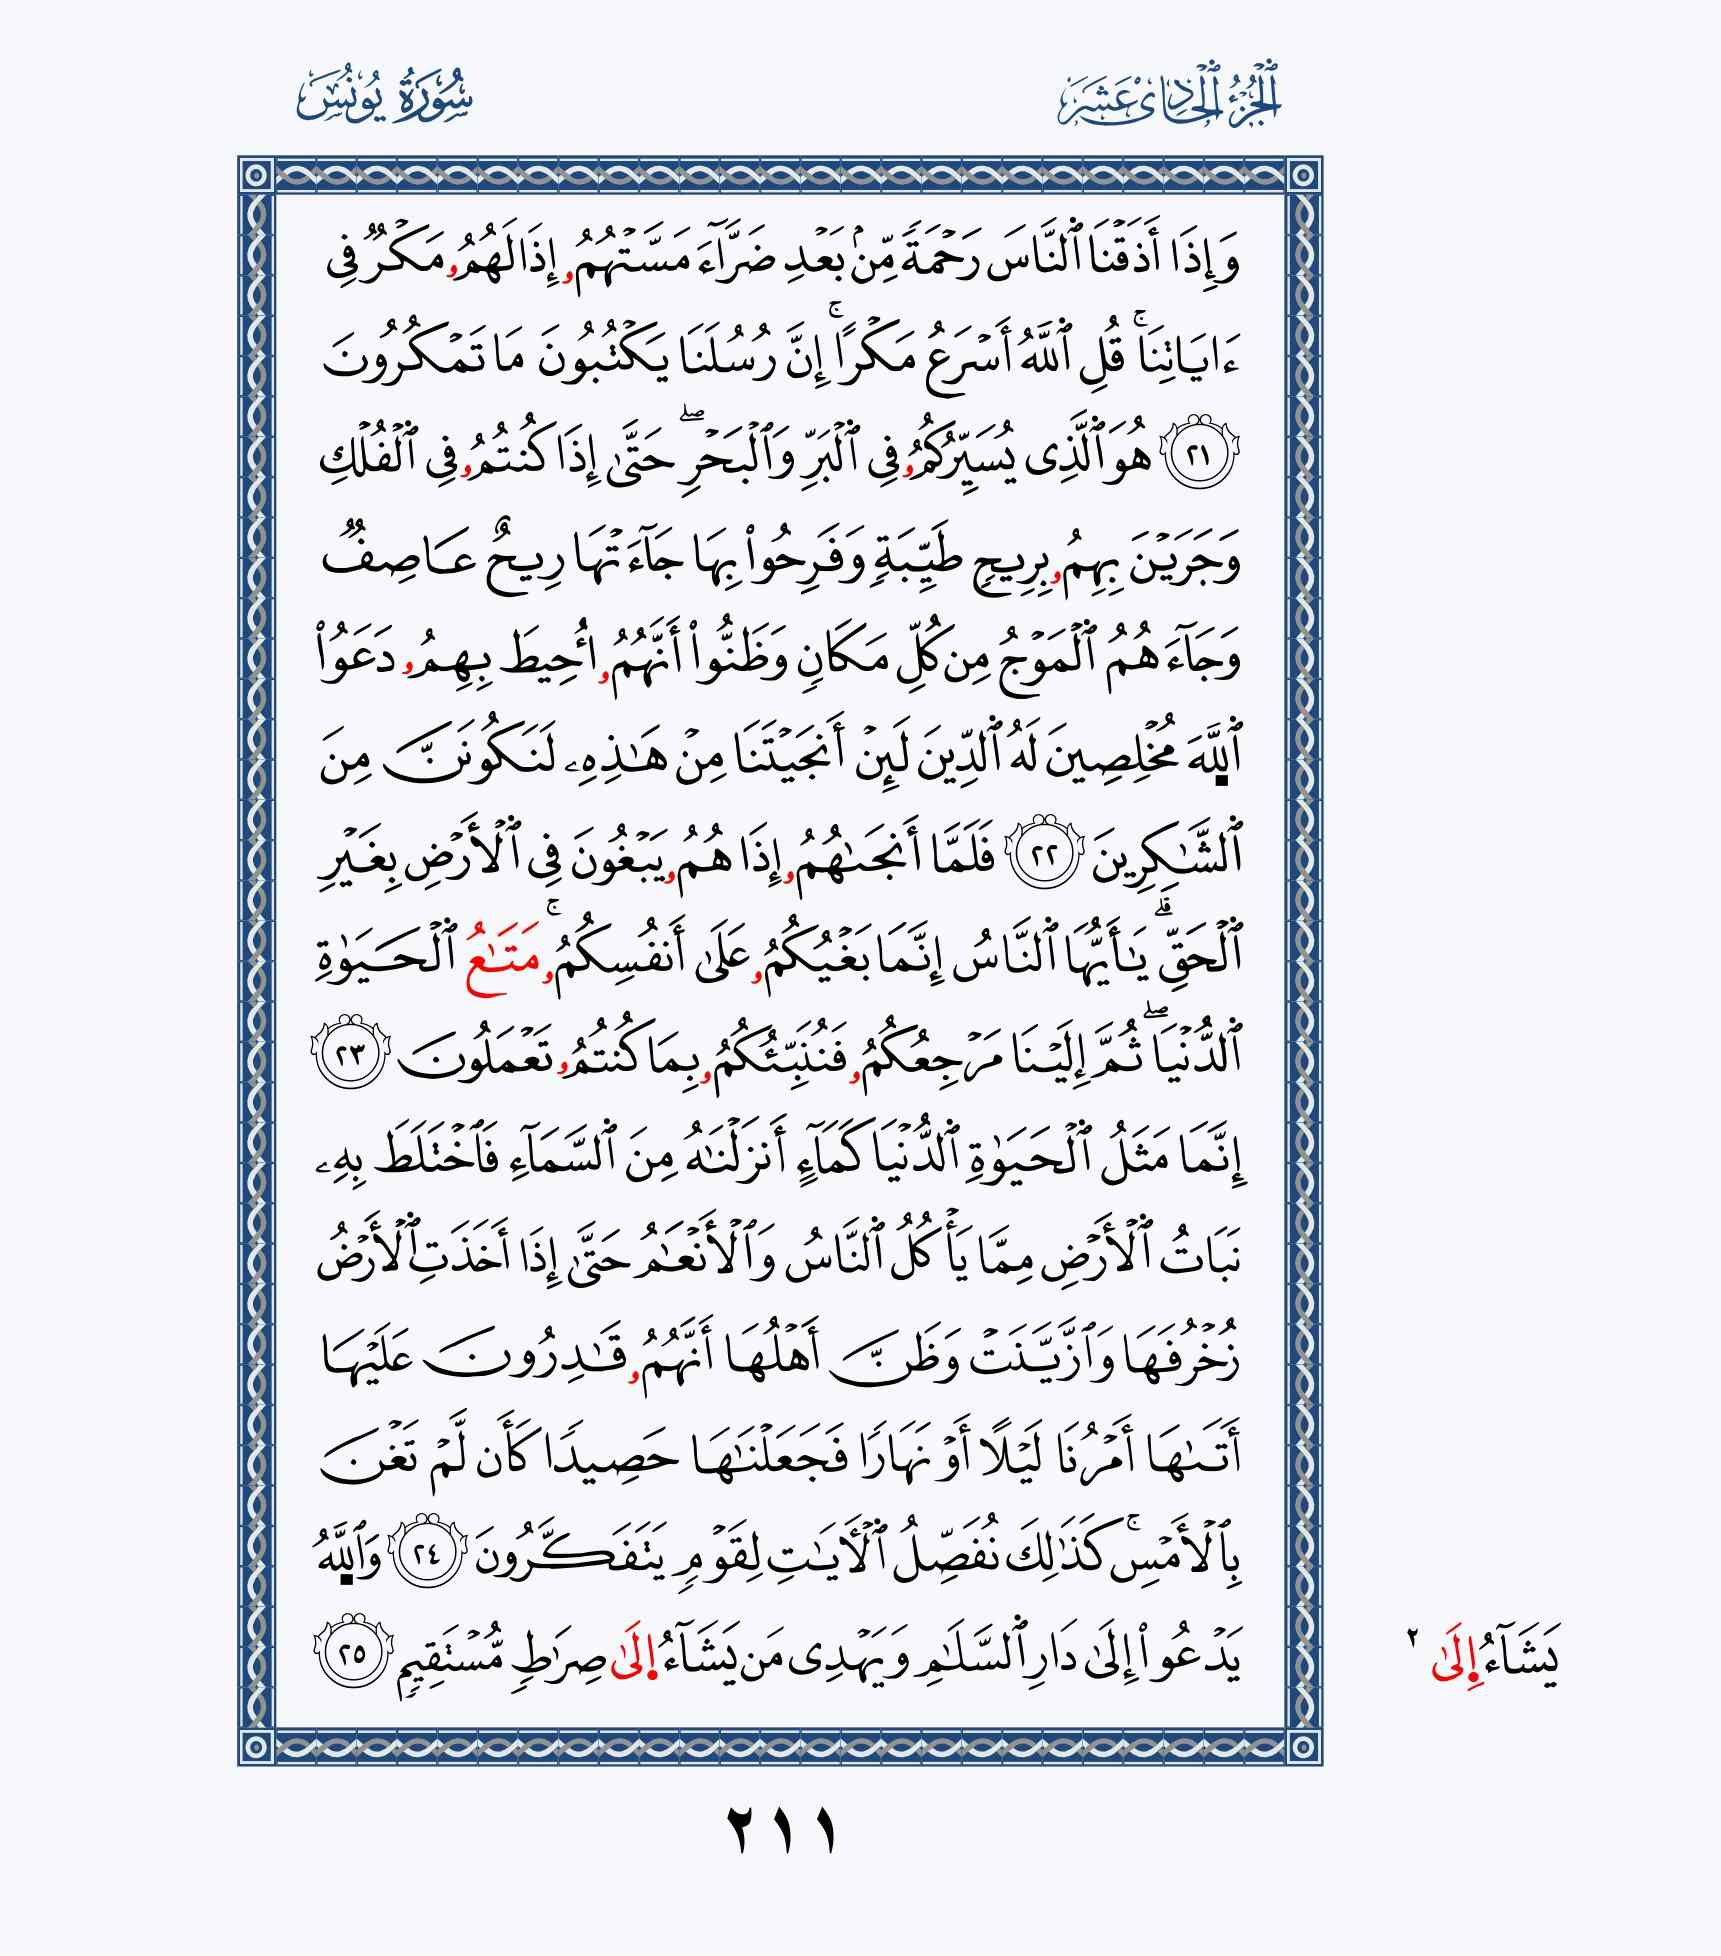 ٱلۡجُزۡءُ ٱلۡحَادِي عَشَرَ
سُورَةُ يُونُسَ
وَإِذَا أَذَقۡنَا ٱلنَّاسَ رَحۡمَةٗ مِّنۢ بَعۡدِ ضَرَّآءَ مَسَّتۡهُمُۥ إِذَا لَهُمُۥ مَكۡرٞ فِي
ءَايَاتِنَاۚ قُلِ ٱللَّهُ أَسۡرَعُ مَكۡرًاۚ إِنَّ رُسُلَنَا يَكۡتُبُونَ مَا تَمۡكُرُونَ
٢١ هُوَ ٱلَّذِي يُسَيِّرُكُمُۥ فِي ٱلۡبَرِّ وَٱلۡبَحۡرِۖ حَتَّىٰ إِذَا كُنتُمُۥ فِي ٱلۡفُلۡكِ
وَجَرَيۡنَ بِهِمُۥ بِرِيحٖ طَيِّبَةٖ وَفَرِحُواْ بِهَا جَآءَتۡهَا رِيحٌ عَاصِفٞ
وَجَآءَهُمُ ٱلۡمَوۡجُ مِن كُلِّ مَكَانٖ وَظَنُّواْ أَنَّهُمُۥ أُحِيطَ بِهِمُۥ دَعَوُاْ
ٱللَّهَ مُخۡلِصِينَ لَهُ ٱلدِّينَ لَئِنۡ أَنجَيۡتَنَا مِنۡ هَٰذِهِۦ لَنَكُونَنَّ مِنَ
ٱلشَّٰكِرِينَ ٢٢ فَلَمَّا أَنجَىٰهُمُۥ إِذَا هُمُۥ يَبۡغُونَ فِي ٱلۡأَرۡضِ بِغَيۡرِ
ٱلۡحَقِّۗ يَٰأَيُّهَا ٱلنَّاسُ إِنَّمَا بَغۡيُكُمُۥ عَلَىٰ أَنفُسِكُمُۥۚ مَتَٰعُ ٱلۡحَيَوٰةِ
ٱلدُّنۡيَاۖ ثُمَّ إِلَيۡنَا مَرۡجِعُكُمُۥ فَنُنَبِّئُكُمُۥ بِمَا كُنتُمُۥ تَعۡمَلُونَ ٢٣
إِنَّمَا مَثَلُ ٱلۡحَيَوٰةِ ٱلدُّنۡيَا كَمَآءٍ أَنزَلۡنَٰهُ مِنَ ٱلسَّمَآءِ فَٱخۡتَلَطَ بِهِۦ
نَبَاتُ ٱلۡأَرۡضِ مِمَّا يَأۡكُلُ ٱلنَّاسُ وَٱلۡأَنۡعَٰمُ حَتَّىٰ إِذَا أَخَذَتِ ٱلۡأَرۡضُ
زُخۡرُفَهَا وَٱزَّيَّنَتۡ وَظَنَّ أَهۡلُهَا أَنَّهُمُۥ قَٰدِرُونَ عَلَيۡهَا
أَتَىٰهَا أَمۡرُنَا لَيۡلًا أَوۡ نَهَارٗا فَجَعَلۡنَٰهَا حَصِيدٗا كَأَن لَّمۡ تَغۡنَ
بِٱلۡأَمۡسِۚ كَذَٰلِكَ نُفَصِّلُ ٱلۡأٓيَٰتِ لِقَوۡمٖ يَتَفَكَّرُونَ ٢٤ وَٱللَّهُ
يَدۡعُواْ إِلَىٰ دَارِ ٱلسَّلَٰمِ وَيَهۡدِي مَن يَشَآءُ اِ۪لَىٰ صِرَٰطٖ مُّسۡتَقِيمٖ ٢٥
يَشَآءُ إِلَىٰ ٢
٢١١